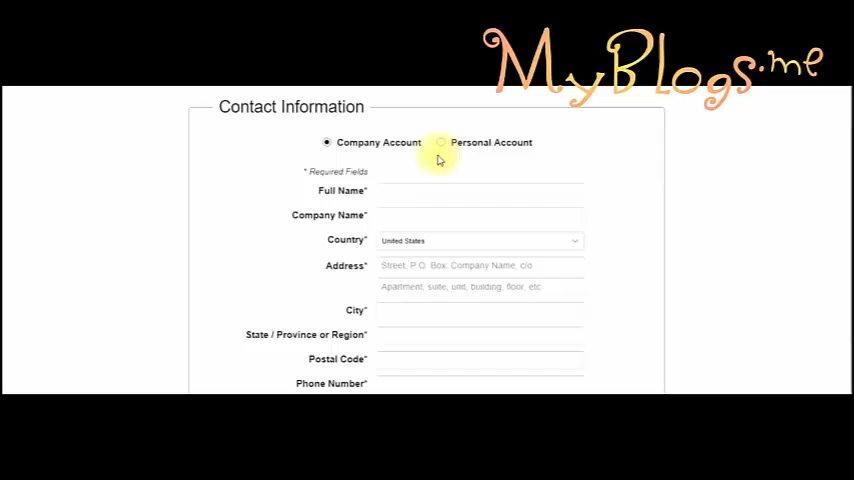 MyBlogs.me
Contact Information
Company Account Personal Account
* Required Fields
Full Name*
Company Name*
Country* United States
Address* Street, P.O. Box, Company Name, c/o
Apartment, suite, unit, building, floor, etc
City*
State / Province or Region*
Postal Code*
Phone Number*